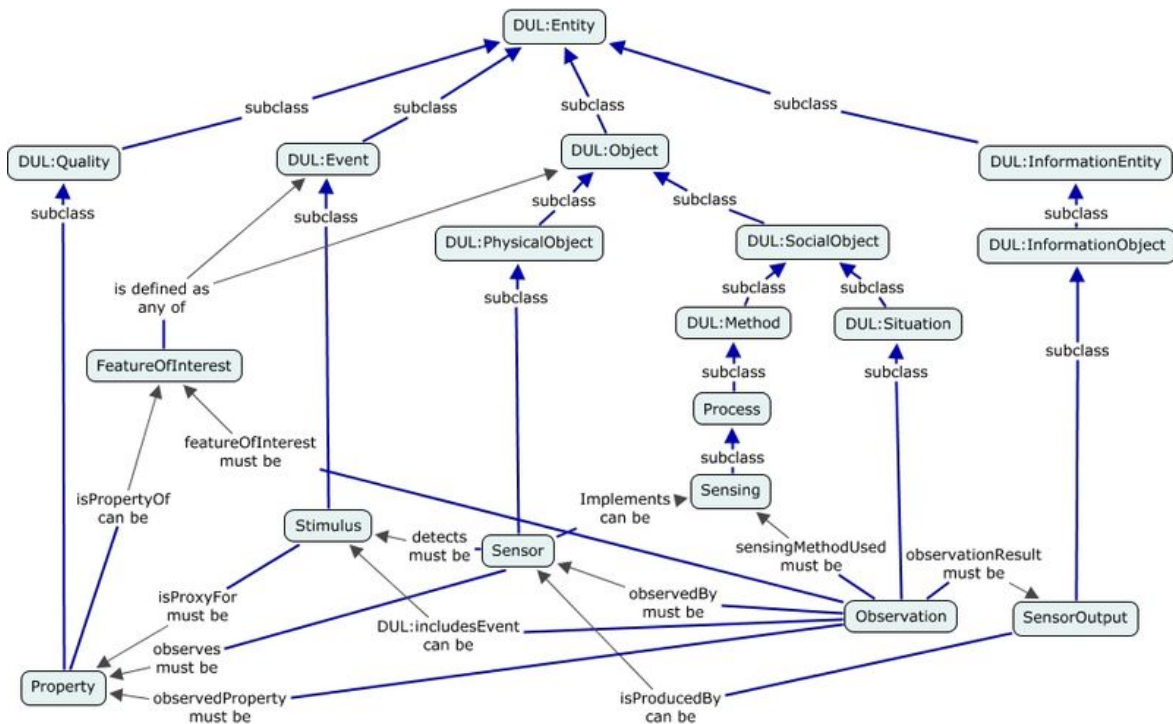 DUL:Entity
subclass
subclass
subclass
subclass
DUL:Quality
DUL:Event
DUL:Object
DUL:InformationEntity
subclass
subclass
subclass
subclass
subclass
DUL:PhysicalObject
DUL:SocialObject
DUL:InformationObject
is defined as
any of
subclass
subclass
subclass
DUL:Method
DUL:Situation
FeatureOfInterest
subclass
subclass
subclass
Process
featureOfInterest
must be
subclass
Sensing
isPropertyOf
can be
Implements
can be
Stimulus
detects
must be
Sensor
sensingMethodUsed
must be
observationResult
must be
isProxyFor
must be
observedBy
must be
Observation
SensorOutput
DUL:includesEvent
can be
observes
must be
Property
observedProperty
must be
isProducedBy
can be